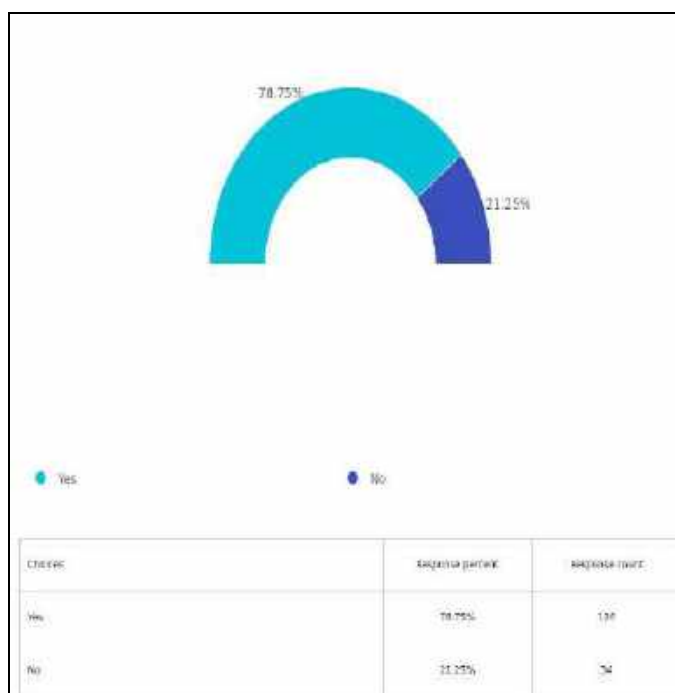 78.75%
21.25%
Yes No
Choices Response percent Response count
Yes 78.75% 126
No 21.25% 34